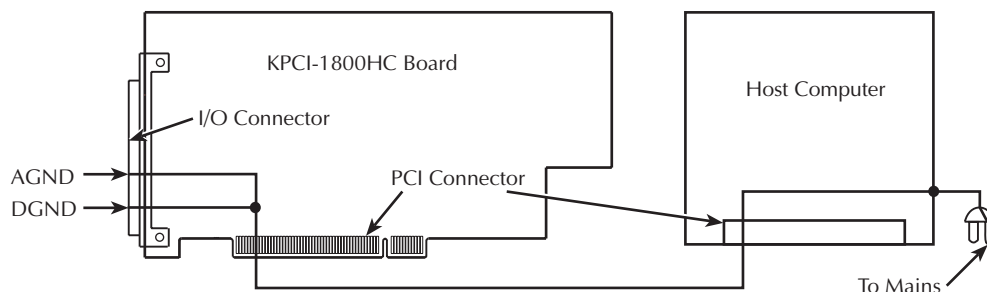 KPCI-1800HC Board
Host Computer
I/O Connector
AGND
PCI Connector
DGND
To Mains